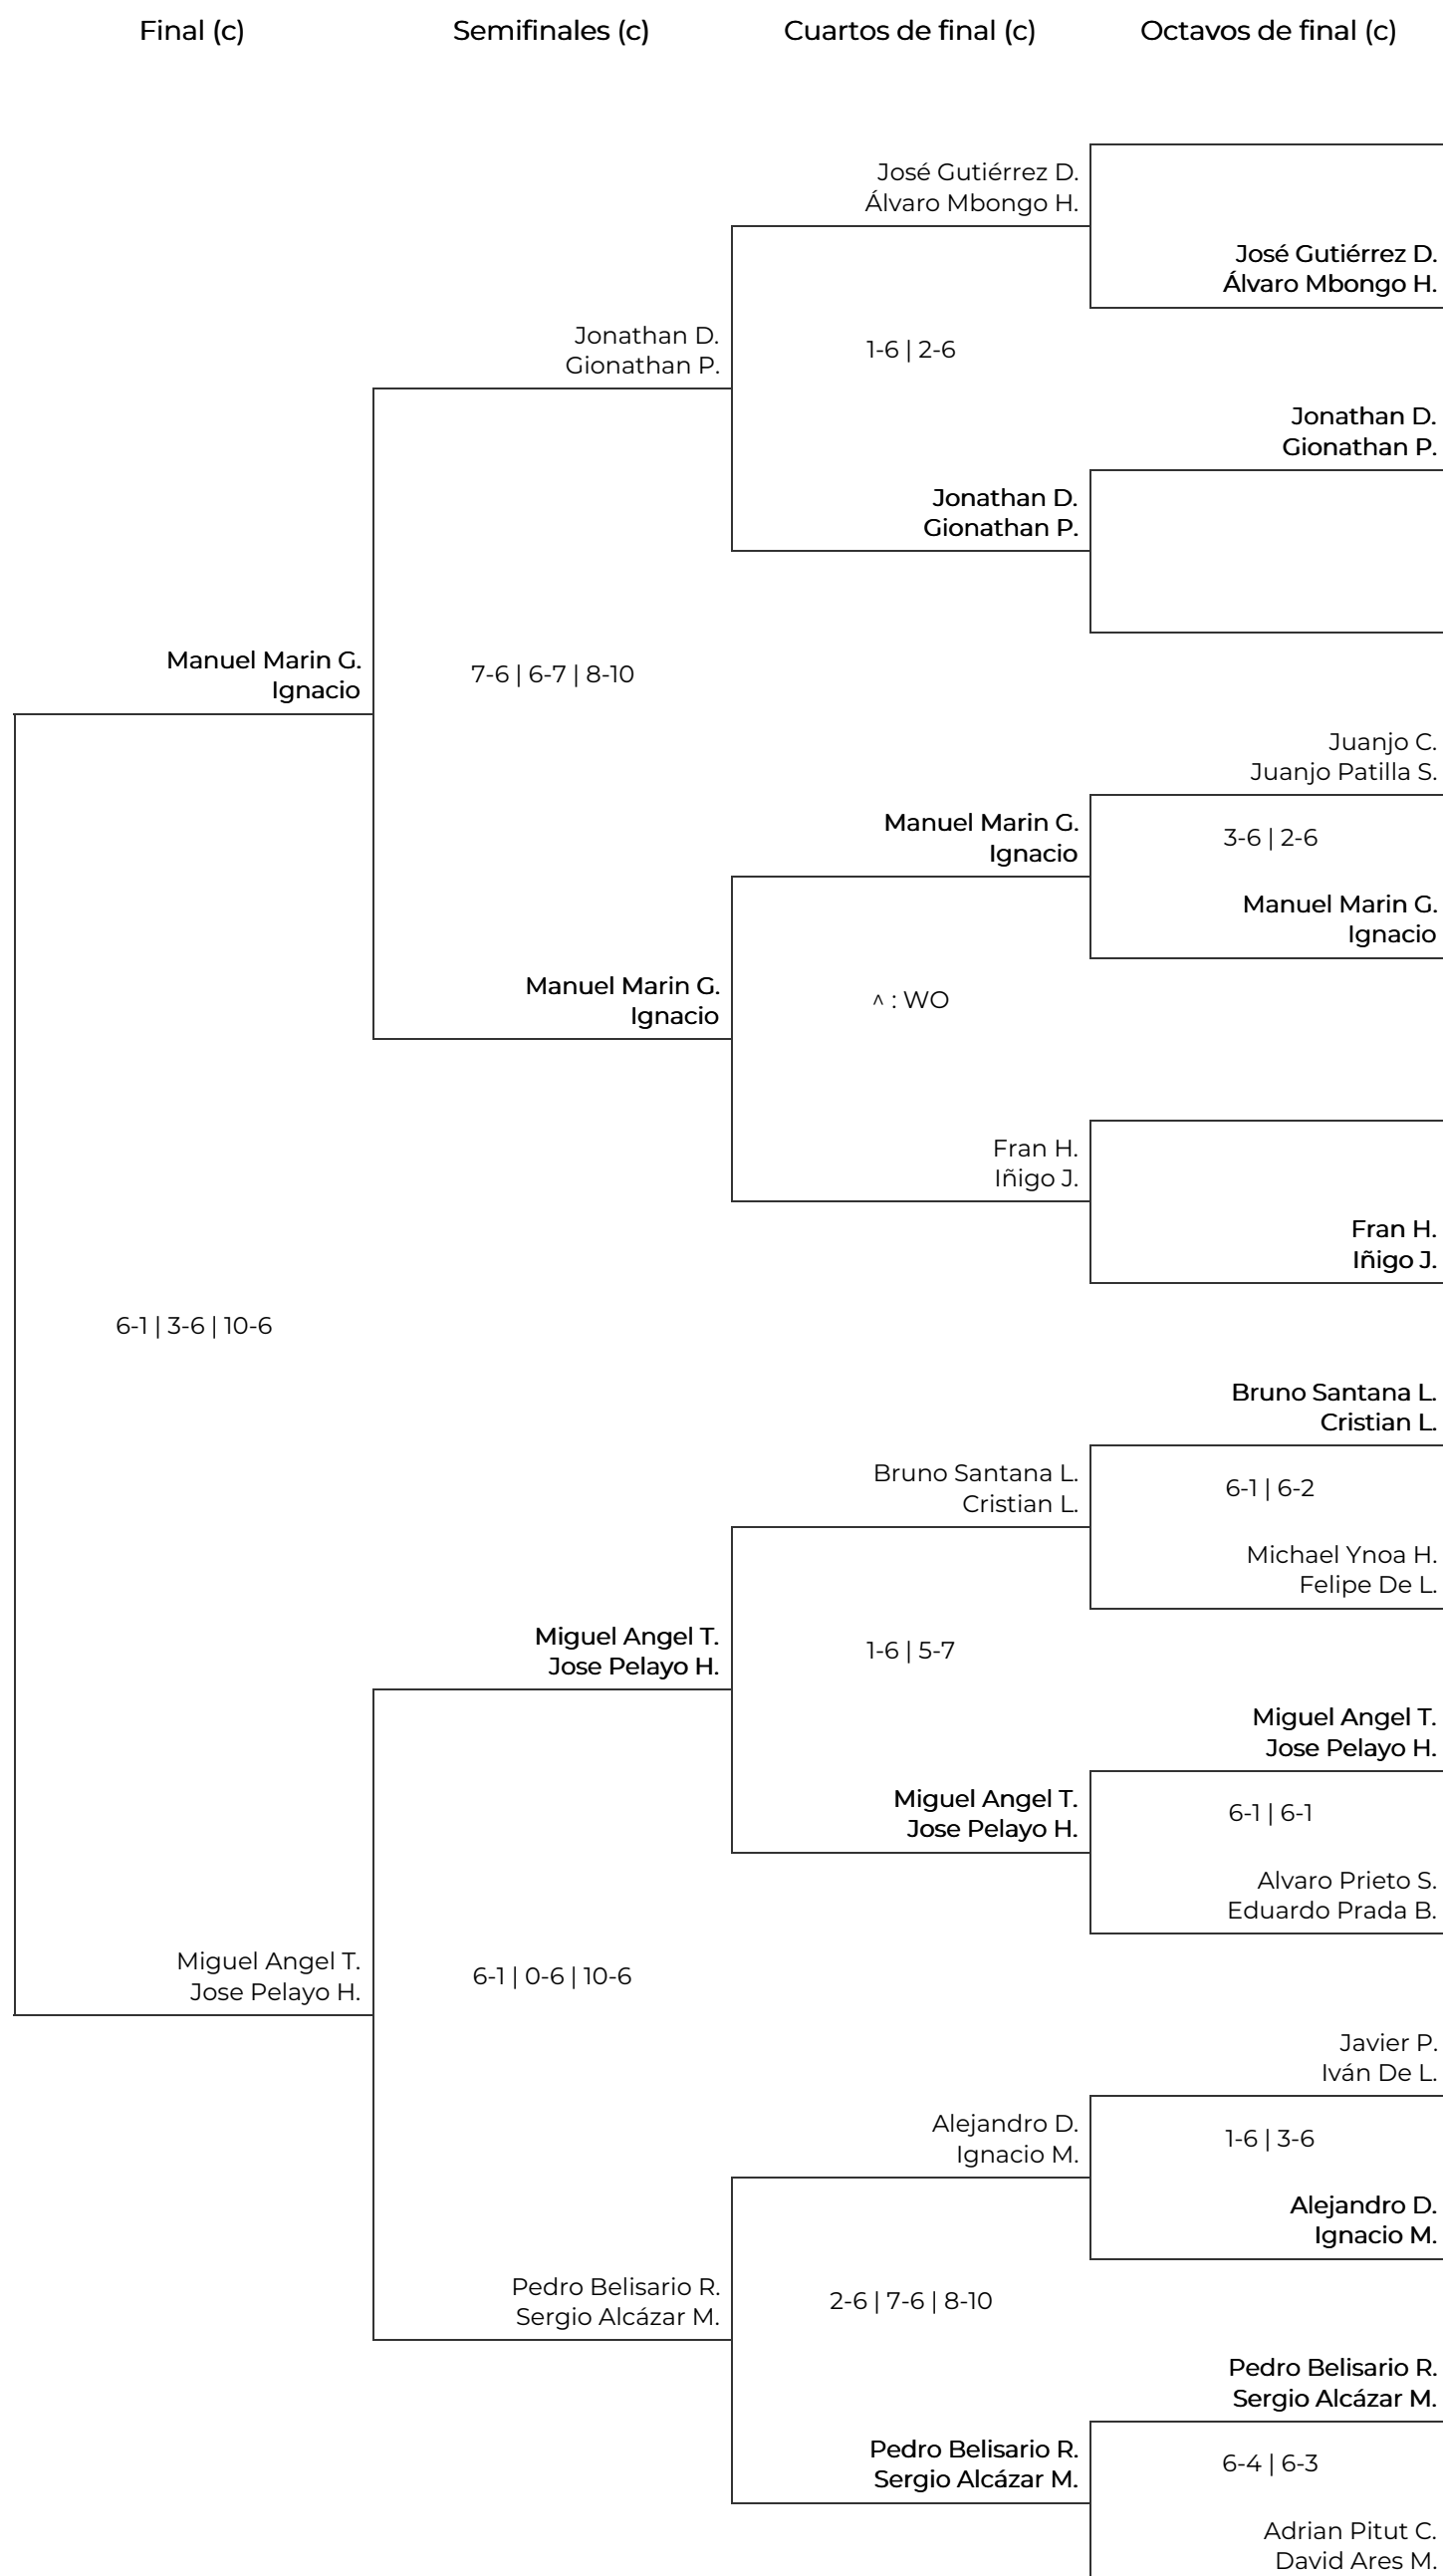 Final (c)
Semifinales (c)
Cuartos de final (c)
Octavos de final (c)
José Gutiérrez D.
Álvaro Mbongo H.
José Gutiérrez D.
Álvaro Mbongo H.
Jonathan D.
Gionathan P.
1-6 | 2-6
Jonathan D.
Gionathan P.
Jonathan D.
Gionathan P.
Manuel Marin G.
Ignacio
7-6 | 6-7 | 8-10
Juanjo C.
Juanjo Patilla S.
Manuel Marin G.
Ignacio
3-6 | 2-6
Manuel Marin G.
Ignacio
Manuel Marin G.
Ignacio
^ : WO
Fran H.
Iñigo J.
Fran H.
Iñigo J.
6-1 | 3-6 | 10-6
Bruno Santana L.
Cristian L.
Bruno Santana L.
Cristian L.
6-1 | 6-2
Michael Ynoa H.
Felipe De L.
Miguel Angel T.
Jose Pelayo H.
1-6 | 5-7
Miguel Angel T.
Jose Pelayo H.
Miguel Angel T.
Jose Pelayo H.
6-1 | 6-1
Alvaro Prieto S.
Eduardo Prada B.
Miguel Angel T.
Jose Pelayo H.
6-1 | 0-6 | 10-6
Javier P.
Iván De L.
Alejandro D.
Ignacio M.
1-6 | 3-6
Alejandro D.
Ignacio M.
Pedro Belisario R.
Sergio Alcázar M.
2-6 | 7-6 | 8-10
Pedro Belisario R.
Sergio Alcázar M.
Pedro Belisario R.
Sergio Alcázar M.
6-4 | 6-3
Adrian Pitut C.
David Ares M.